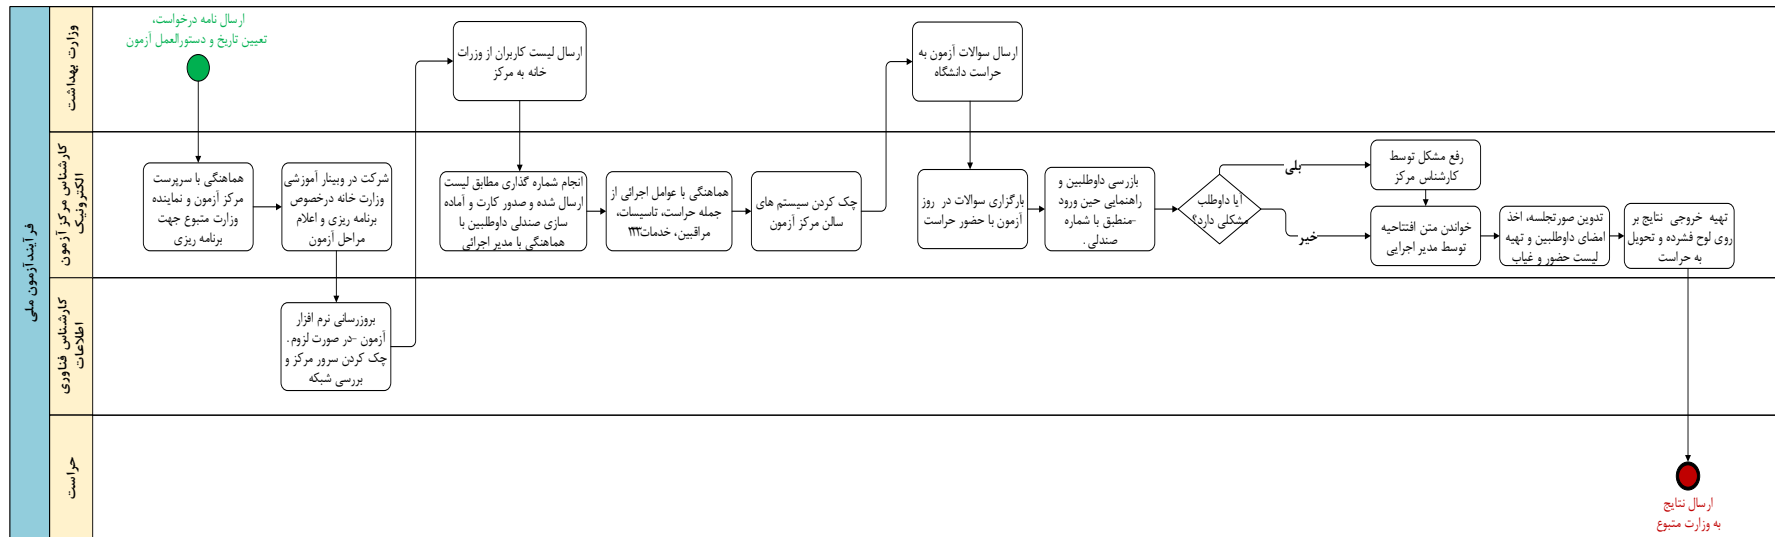 فرآیند آزمون ملی
وزارت بهداشت
ارسال نامه درخواست،
تعیین تاریخ و دستورالعمل آزمون
ارسال لیست کاربران از وزرات
خانه به مرکز
ارسال سوالات آزمون به
حراست دانشگاه
کارشناس مرکز آزمون
الکترونیک
هماهنگی با سرپرست
مرکز آزمون و نماینده
وزارت متبوع جهت
برنامه ریزی
شرکت در وبینار آموزشی
وزارت خانه درخصوص
برنامه ریزی و اعلام
مراحل آزمون
انجام شماره گذاری مطابق لیست
ارسال شده و صدور کارت و آماده
سازی صندلی داوطلبین با
هماهنگی با مدیر اجرائی
هماهنگی با عوامل اجرائی از
جمله حراست، تاسیسات،
مراقبین، خدمات
چک کردن سیستم های
سالن مرکز آزمون
بارگزاری سوالات در روز
آزمون با حضور حراست
بازرسی داوطلبین و
راهنمایی حین ورود
-منطبق با شماره
صندلی.
آیا داوطلب
مشکلی دارد؟
بلی
خیر
رفع مشکل توسط
کارشناس مرکز
خواندن متن افتتاحیه
توسط مدیر اجرایی
تدوین صورتجلسه، اخذ
امضای داوطلبین و تهیه
لیست حضور و غیاب
تهیه خروجی نتایج بر
روی لوح فشرده و تحویل
به حراست
کارشناس فناوری
اطلاعات
بروزرسانی نرم افزار
آزمون -در صورت لزوم.
چک کردن سرور مرکز و
بررسی شبکه
حراست
ارسال نتایج
به وزارت متبوع